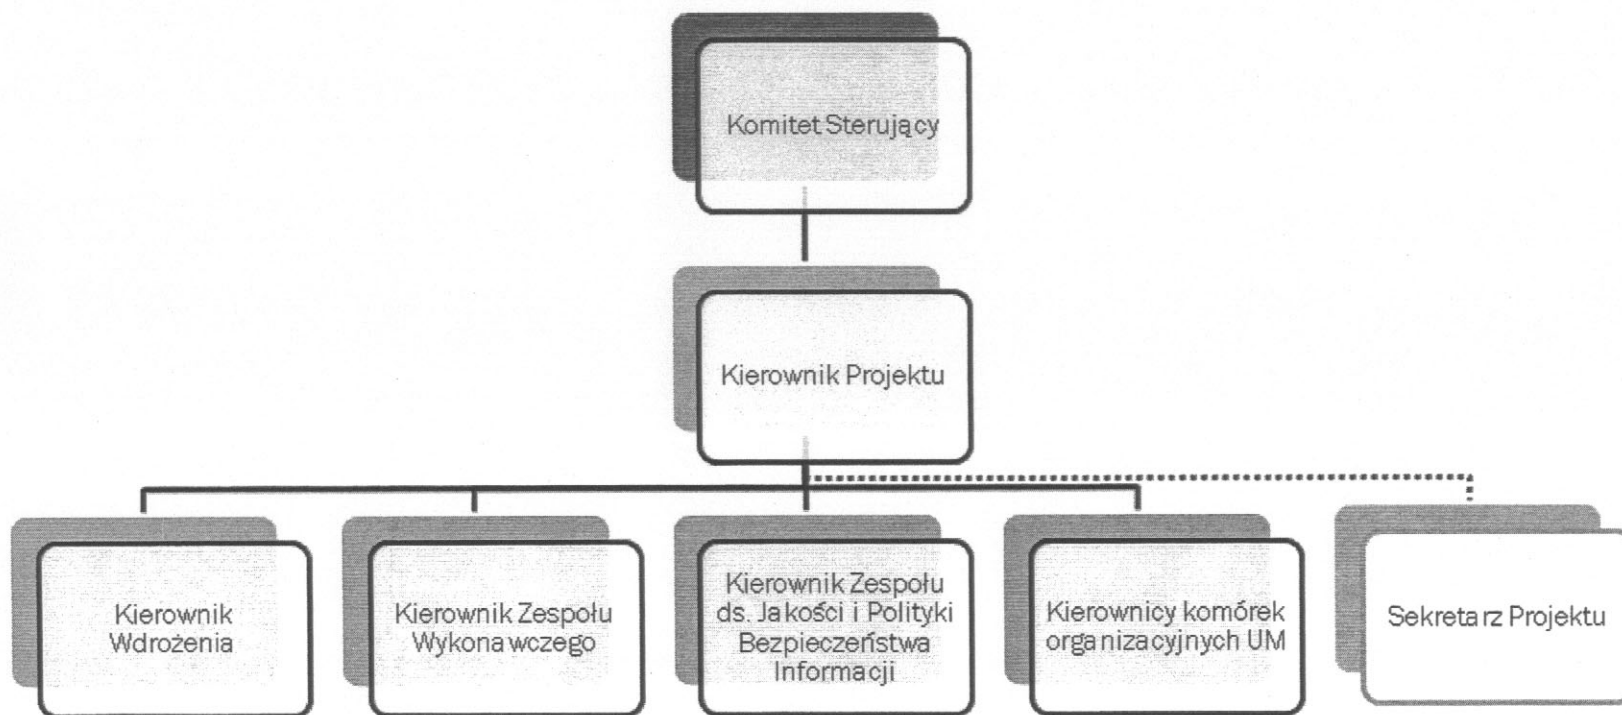 Komitet Sterujący
Kierownik Projektu
Kierownik
Wdrożenia
Kierownik Zespołu
Wykonawczego
Kierownik Zespołu
ds. Jakości i Polityki
Bezpieczeństwa
Informacji
Kierownicy komórek
organizacyjnych UM
Sekretarz Projektu